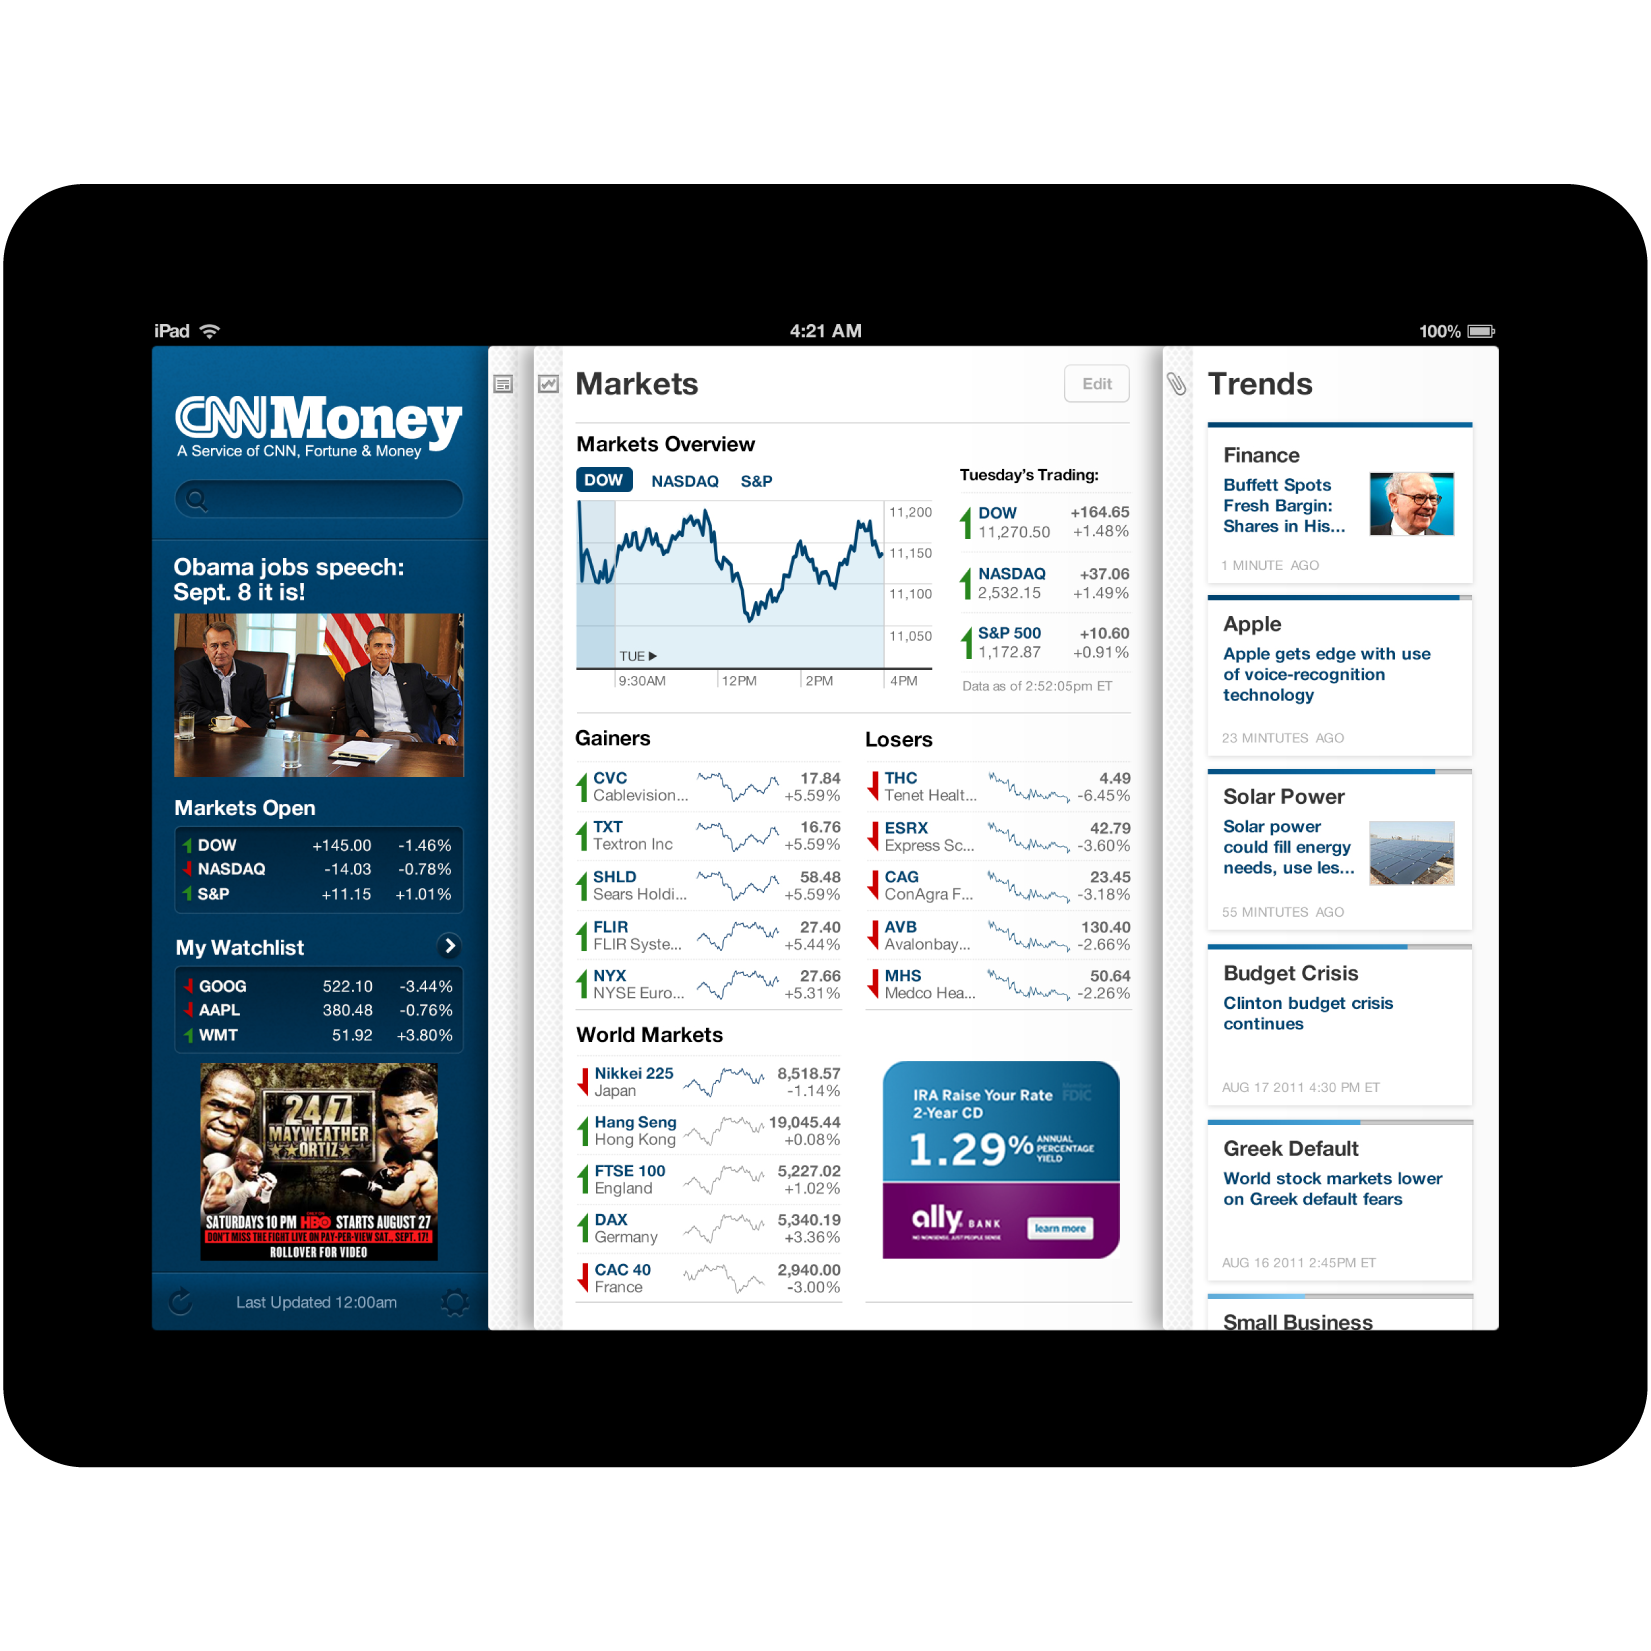 iPad
4:21 AM
100%
CNNMoney
A Service of CNN, Fortune & Money
Obama jobs speech:
Sept. 8 it is!
Markets Open
DOW +145.00 -1.46%
NASDAQ -14.03 -0.78%
S&P +11.15 +1.01%
My Watchlist
GOOG 522.10 -3.44%
AAPL 380.48 -0.76%
WMT 51.92 +3.80%
24/7
MAYWEATHER
ORTIZ
SATURDAYS 10 PM HBO STARTS AUGUST 27
DON'T MISS THE FIGHT LIVE ON PAY-PER-VIEW SAT., SEPT. 17!
ROLLOVER FOR VIDEO
Last Updated 12:00am
Markets
Edit
Markets Overview
DOW NASDAQ S&P
11,200
11,150
11,100
11,050
TUE
9:30AM 12PM 2PM 4PM
Tuesday's Trading:
DOW +164.65
11,270.50 +1.48%
NASDAQ +37.06
2,532.15 +1.49%
S&P 500 +10.60
1,172.87 +0.91%
Data as of 2:52:05pm ET
Gainers
CVC 17.84
Cablevision... +5.59%
TXT 16.76
Textron Inc +5.59%
SHLD 58.48
Sears Holdi... +5.59%
FLIR 27.40
FLIR Syste... +5.44%
NYX 27.66
NYSE Euro... +5.31%
Losers
THC 4.49
Tenet Healt... -6.45%
ESRX 42.79
Express Sc... -3.60%
CAG 23.45
ConAgra F... -3.18%
AVB 130.40
Avalonbay... -2.66%
MHS 50.64
Medco Hea... -2.26%
World Markets
Nikkei 225 8,518.57
Japan -1.14%
Hang Seng 19,045.44
Hong Kong +0.08%
FTSE 100 5,227.02
England +1.02%
DAX 5,340.19
Germany +3.36%
CAC 40 2,940.00
France -3.00%
IRA Raise Your Rate
2-Year CD
Member
FDIC
1.29% ANNUAL
PERCENTAGE
YIELD
ally BANK
NO NONSENSE. JUST PEOPLE SENSE
learn more
Trends
Finance
Buffett Spots
Fresh Bargin:
Shares in His...
1 MINUTE AGO
Apple
Apple gets edge with use
of voice-recognition
technology
23 MINTUTES AGO
Solar Power
Solar power
could fill energy
needs, use les...
55 MINTUTES AGO
Budget Crisis
Clinton budget crisis
continues
AUG 17 2011 4:30 PM ET
Greek Default
World stock markets lower
on Greek default fears
AUG 16 2011 2:45PM ET
Small Business